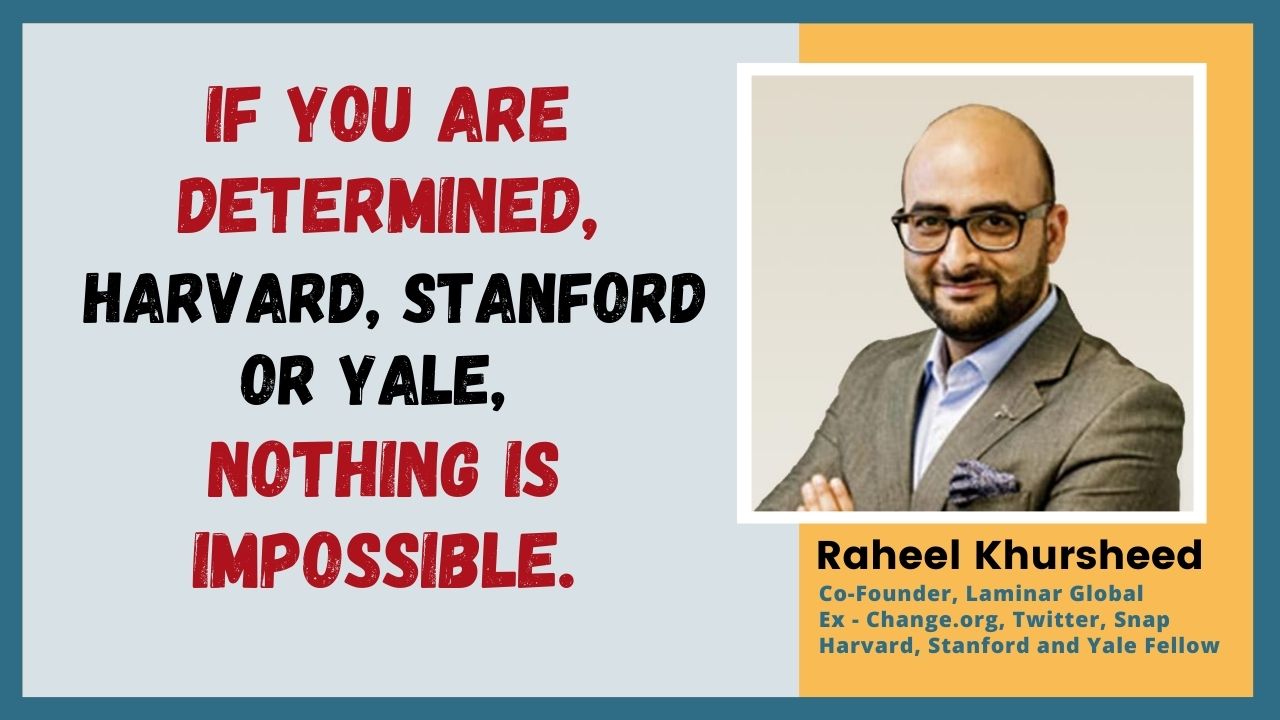 IF YOU ARE
DETERMINED,
HARVARD, STANFORD
OR YALE,
NOTHING IS
IMPOSSIBLE.
Raheel Khursheed
Co-Founder, Laminar Global
Ex - Change.org, Twitter, Snap
Harvard, Stanford and Yale Fellow